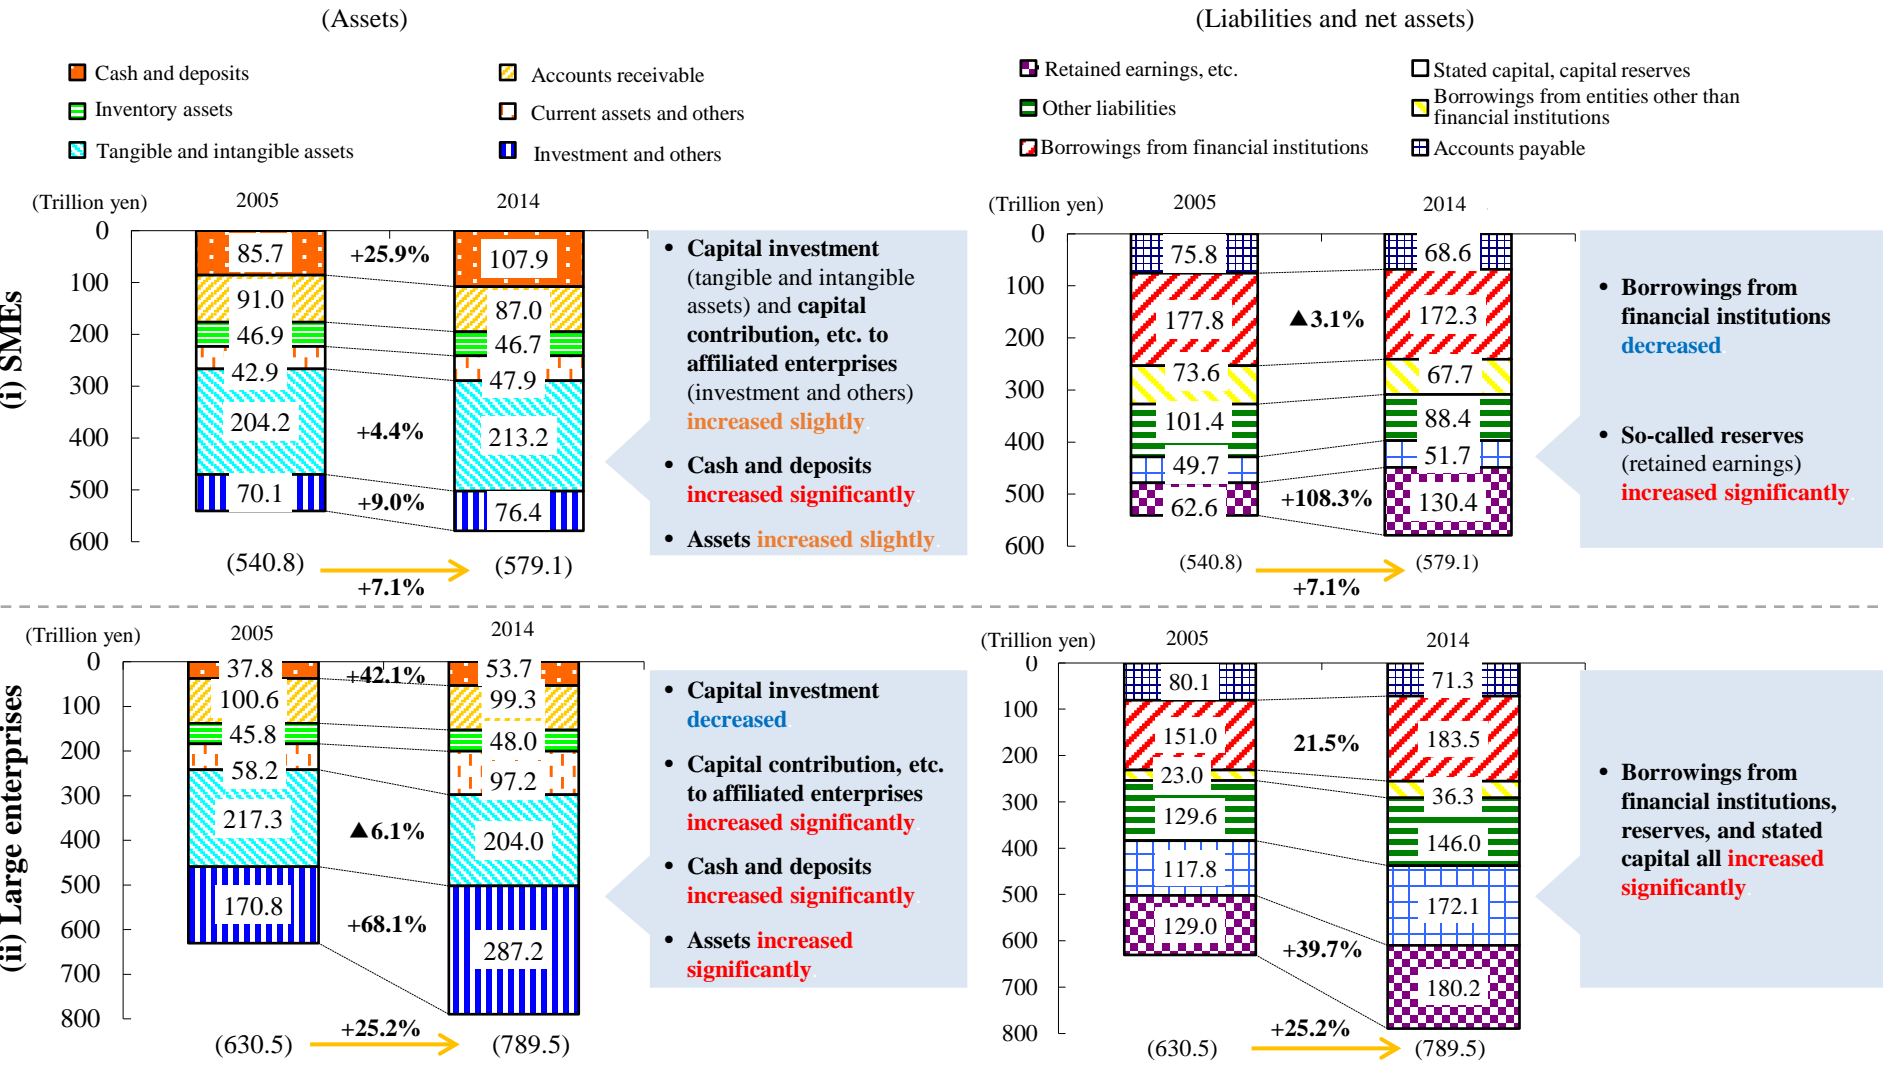 (Assets)
(Liabilities and net assets)
Cash and deposits
Accounts receivable
Inventory assets
Current assets and others
Tangible and intangible assets
Investment and others
Retained earnings, etc.
Stated capital, capital reserves
Other liabilities
Borrowings from entities other than
financial institutions
Borrowings from financial institutions
Accounts payable
(i) SMEs
(Trillion yen)
2005
2014
0
100
200
300
400
500
600
85.7
91.0
46.9
42.9
204.2
70.1
(540.8)
+25.9%
+4.4%
+9.0%
+7.1%
107.9
87.0
46.7
47.9
213.2
76.4
(579.1)
• Capital investment
(tangible and intangible
assets) and capital
contribution, etc. to
affiliated enterprises
(investment and others)
increased slightly.
• Cash and deposits
increased significantly.
• Assets increased slightly.
(Trillion yen)
2005
2014
0
100
200
300
400
500
600
75.8
177.8
73.6
101.4
49.7
62.6
(540.8)
▲3.1%
+108.3%
+7.1%
68.6
172.3
67.7
88.4
51.7
130.4
(579.1)
• Borrowings from
financial institutions
decreased.
• So-called reserves
(retained earnings)
increased significantly.
(ii) Large enterprises
(Trillion yen)
2005
2014
0
100
200
300
400
500
600
700
800
37.8
100.6
45.8
58.2
217.3
170.8
(630.5)
+42.1%
▲6.1%
+68.1%
+25.2%
53.7
99.3
48.0
97.2
204.0
287.2
(789.5)
• Capital investment
decreased.
• Capital contribution, etc.
to affiliated enterprises
increased significantly.
• Cash and deposits
increased significantly.
• Assets increased
significantly.
(Trillion yen)
2005
2014
0
100
200
300
400
500
600
700
800
80.1
151.0
23.0
129.6
117.8
129.0
(630.5)
21.5%
+39.7%
+25.2%
71.3
183.5
36.3
146.0
172.1
180.2
(789.5)
• Borrowings from
financial institutions,
reserves, and stated
capital all increased
significantly.